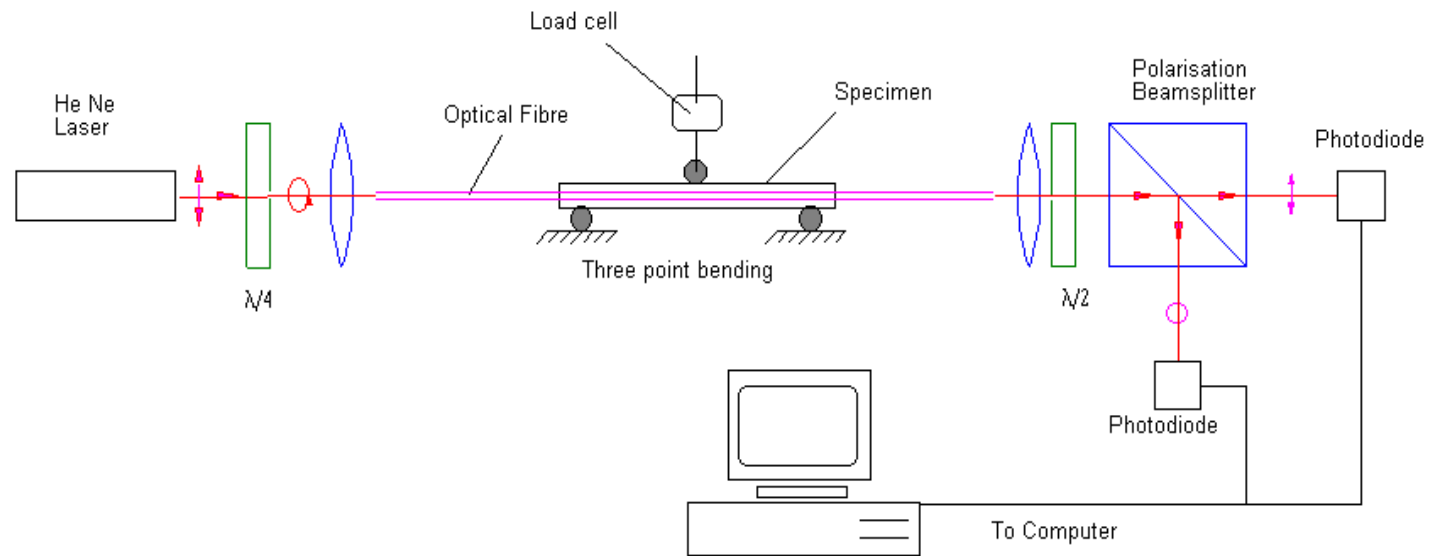 Load cell
He Ne
Laser
Optical Fibre
Specimen
Polarisation
Beamsplitter
Photodiode
Three point bending
λ/4
λ/2
Photodiode
To Computer